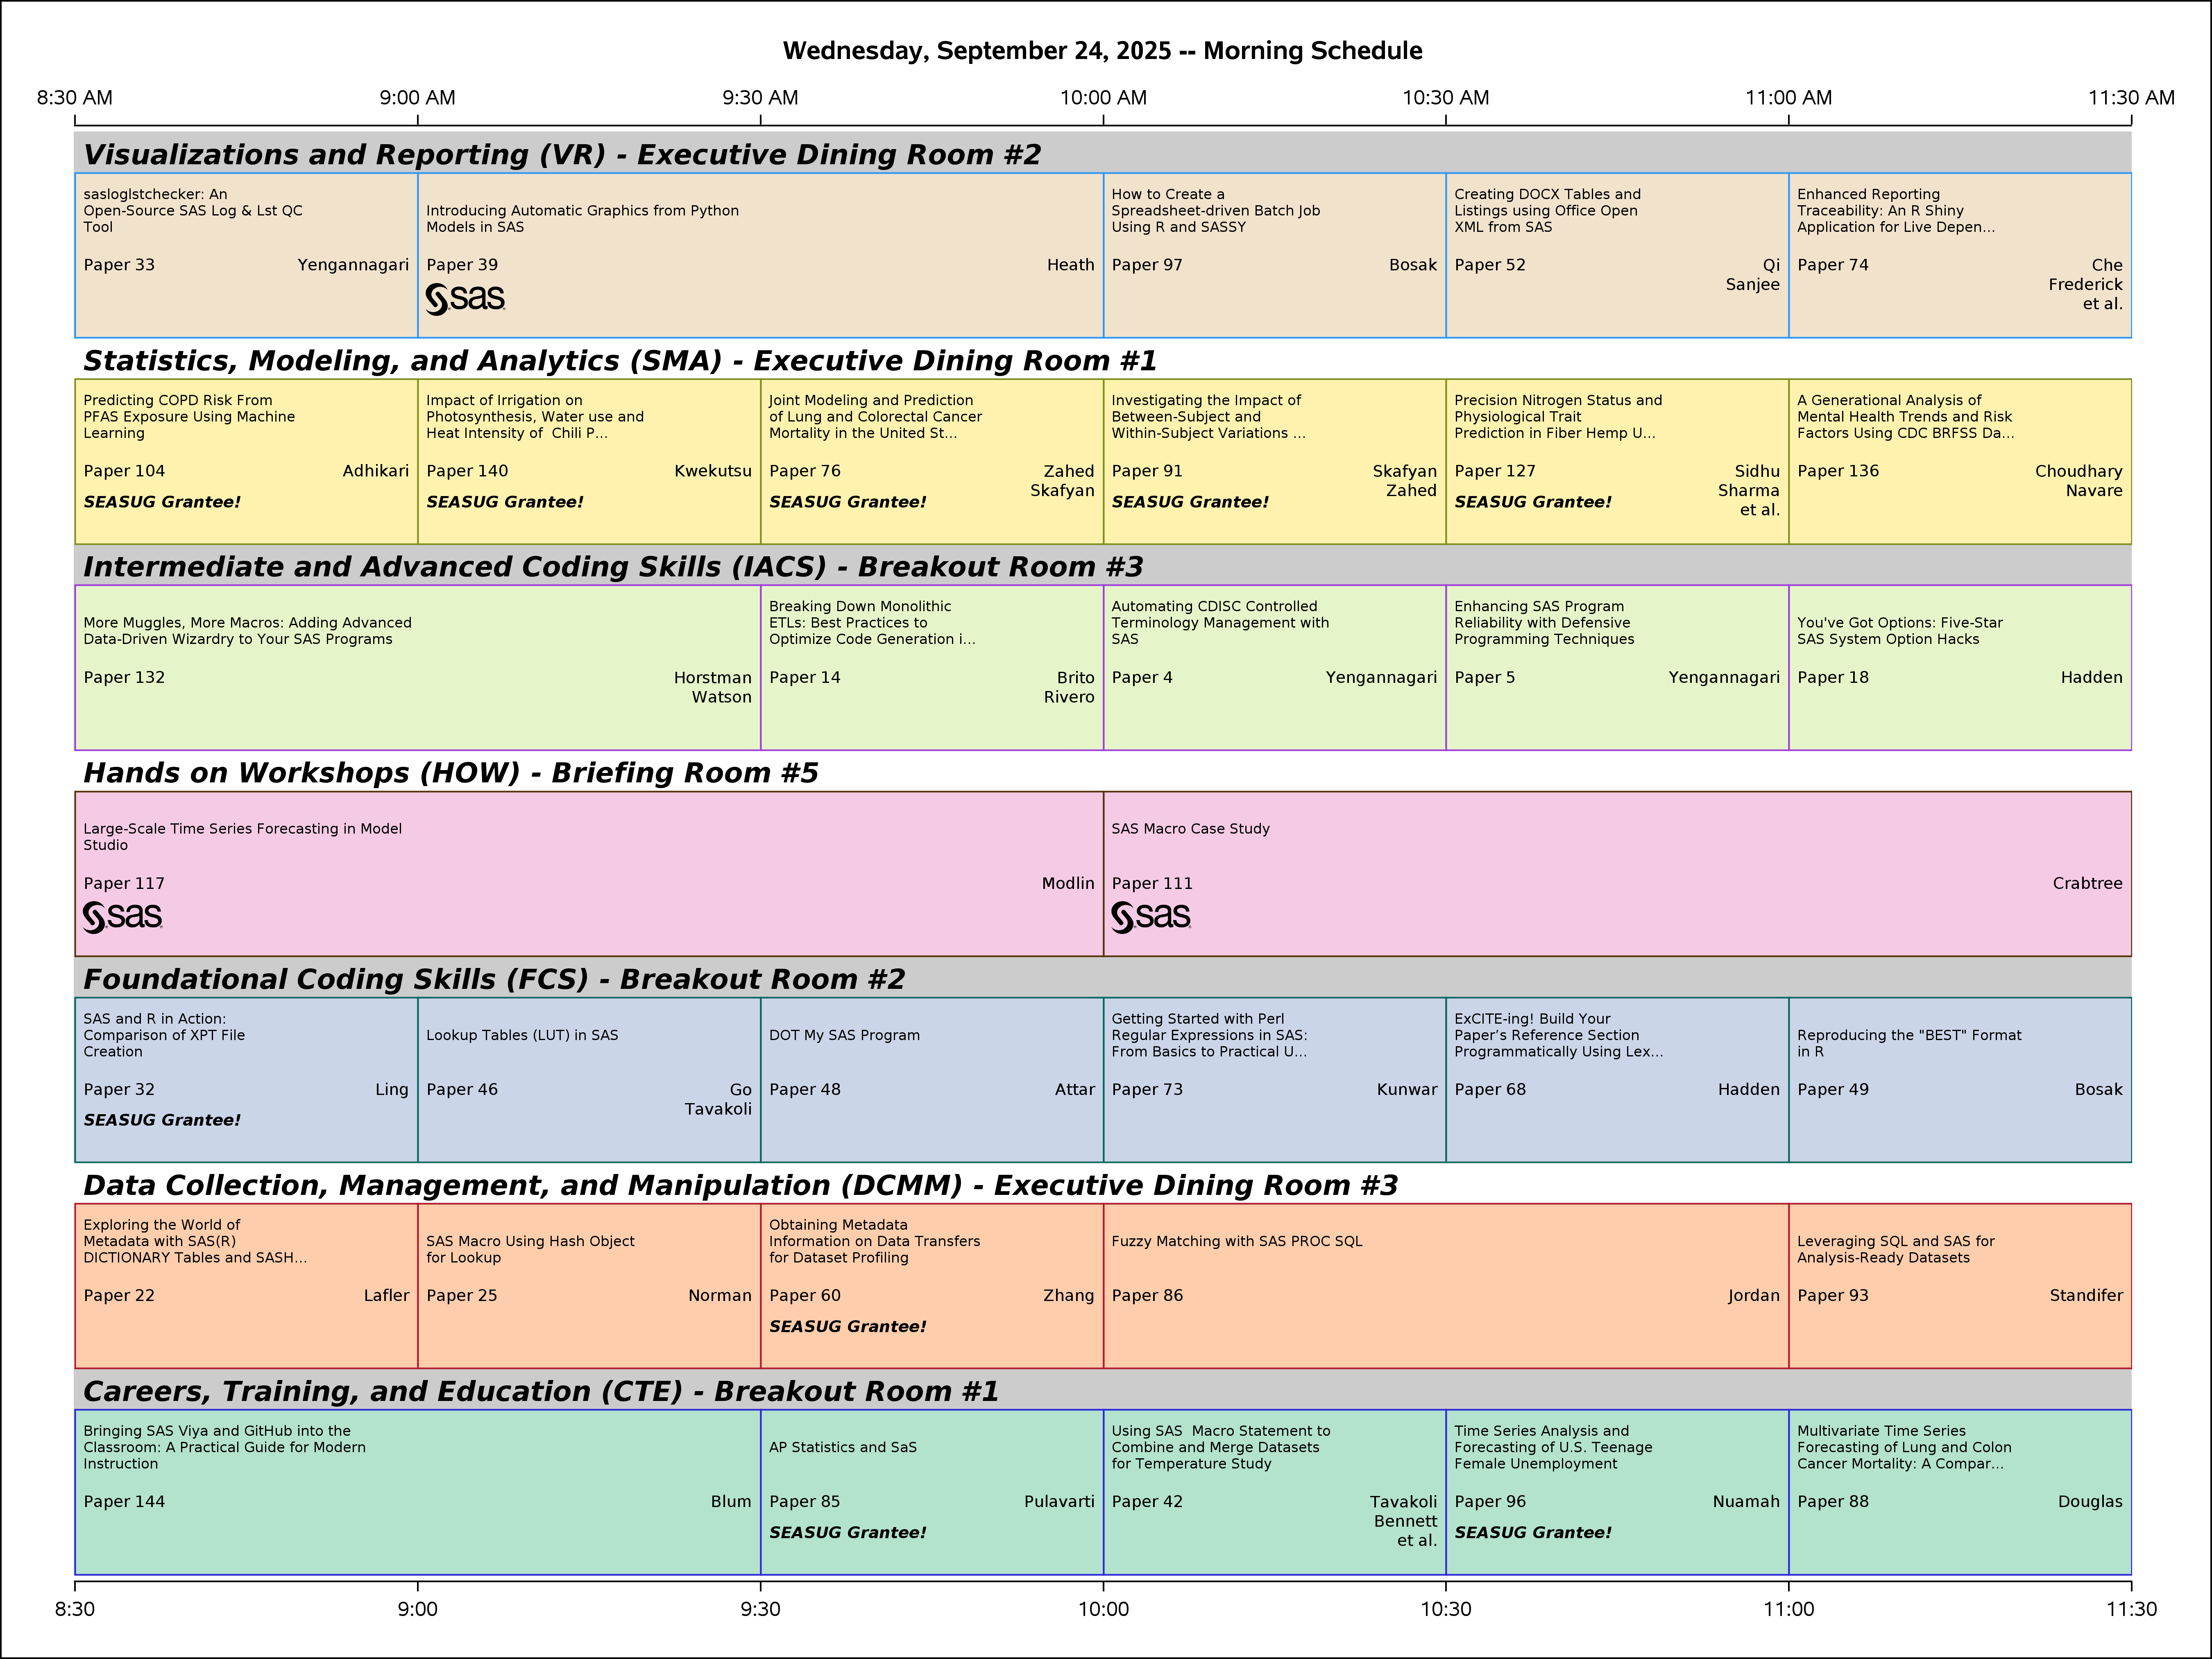 Wednesday, September 24, 2025 -- Morning Schedule
8:30 AM 9:00 AM 9:30 AM 10:00 AM 10:30 AM 11:00 AM 11:30 AM
Visualizations and Reporting (VR) - Executive Dining Room #2
sasloglstchecker: An
Open-Source SAS Log & Lst QC
Tool
Paper 33 Yengannagari
Introducing Automatic Graphics from Python
Models in SAS
Paper 39 Heath
sas
How to Create a
Spreadsheet-driven Batch Job
Using R and SASSY
Paper 97 Bosak
Creating DOCX Tables and
Listings using Office Open
XML from SAS
Paper 52 Qi
Sanjee
Enhanced Reporting
Traceability: An R Shiny
Application for Live Depen...
Paper 74 Che
Frederick
et al.
Statistics, Modeling, and Analytics (SMA) - Executive Dining Room #1
Predicting COPD Risk From
PFAS Exposure Using Machine
Learning
Paper 104 Adhikari
SEASUG Grantee!
Impact of Irrigation on
Photosynthesis, Water use and
Heat Intensity of  Chili P...
Paper 140 Kwekutsu
SEASUG Grantee!
Joint Modeling and Prediction
of Lung and Colorectal Cancer
Mortality in the United St...
Paper 76 Zahed
Skafyan
SEASUG Grantee!
Investigating the Impact of
Between-Subject and
Within-Subject Variations ...
Paper 91 Skafyan
Zahed
SEASUG Grantee!
Precision Nitrogen Status and
Physiological Trait
Prediction in Fiber Hemp U...
Paper 127 Sidhu
Sharma
et al.
SEASUG Grantee!
A Generational Analysis of
Mental Health Trends and Risk
Factors Using CDC BRFSS Da...
Paper 136 Choudhary
Navare
Intermediate and Advanced Coding Skills (IACS) - Breakout Room #3
More Muggles, More Macros: Adding Advanced
Data-Driven Wizardry to Your SAS Programs
Paper 132 Horstman
Watson
Breaking Down Monolithic
ETLs: Best Practices to
Optimize Code Generation i...
Paper 14 Brito
Rivero
Automating CDISC Controlled
Terminology Management with
SAS
Paper 4 Yengannagari
Enhancing SAS Program
Reliability with Defensive
Programming Techniques
Paper 5 Yengannagari
You've Got Options: Five-Star
SAS System Option Hacks
Paper 18 Hadden
Hands on Workshops (HOW) - Briefing Room #5
Large-Scale Time Series Forecasting in Model
Studio
Paper 117 Modlin
sas
SAS Macro Case Study
Paper 111 Crabtree
sas
Foundational Coding Skills (FCS) - Breakout Room #2
SAS and R in Action:
Comparison of XPT File
Creation
Paper 32 Ling
SEASUG Grantee!
Lookup Tables (LUT) in SAS
Paper 46 Go
Tavakoli
DOT My SAS Program
Paper 48 Attar
Getting Started with Perl
Regular Expressions in SAS:
From Basics to Practical U...
Paper 73 Kunwar
ExCITE-ing! Build Your
Paper’s Reference Section
Programmatically Using Lex...
Paper 68 Hadden
Reproducing the "BEST" Format
in R
Paper 49 Bosak
Data Collection, Management, and Manipulation (DCMM) - Executive Dining Room #3
Exploring the World of
Metadata with SAS(R)
DICTIONARY Tables and SASH...
Paper 22 Lafler
SAS Macro Using Hash Object
for Lookup
Paper 25 Norman
Obtaining Metadata
Information on Data Transfers
for Dataset Profiling
Paper 60 Zhang
SEASUG Grantee!
Fuzzy Matching with SAS PROC SQL
Paper 86 Jordan
Leveraging SQL and SAS for
Analysis-Ready Datasets
Paper 93 Standifer
Careers, Training, and Education (CTE) - Breakout Room #1
Bringing SAS Viya and GitHub into the
Classroom: A Practical Guide for Modern
Instruction
Paper 144 Blum
AP Statistics and SaS
Paper 85 Pulavarti
SEASUG Grantee!
Using SAS  Macro Statement to
Combine and Merge Datasets
for Temperature Study
Paper 42 Tavakoli
Bennett
et al.
Time Series Analysis and
Forecasting of U.S. Teenage
Female Unemployment
Paper 96 Nuamah
SEASUG Grantee!
Multivariate Time Series
Forecasting of Lung and Colon
Cancer Mortality: A Compar...
Paper 88 Douglas
8:30 9:00 9:30 10:00 10:30 11:00 11:30